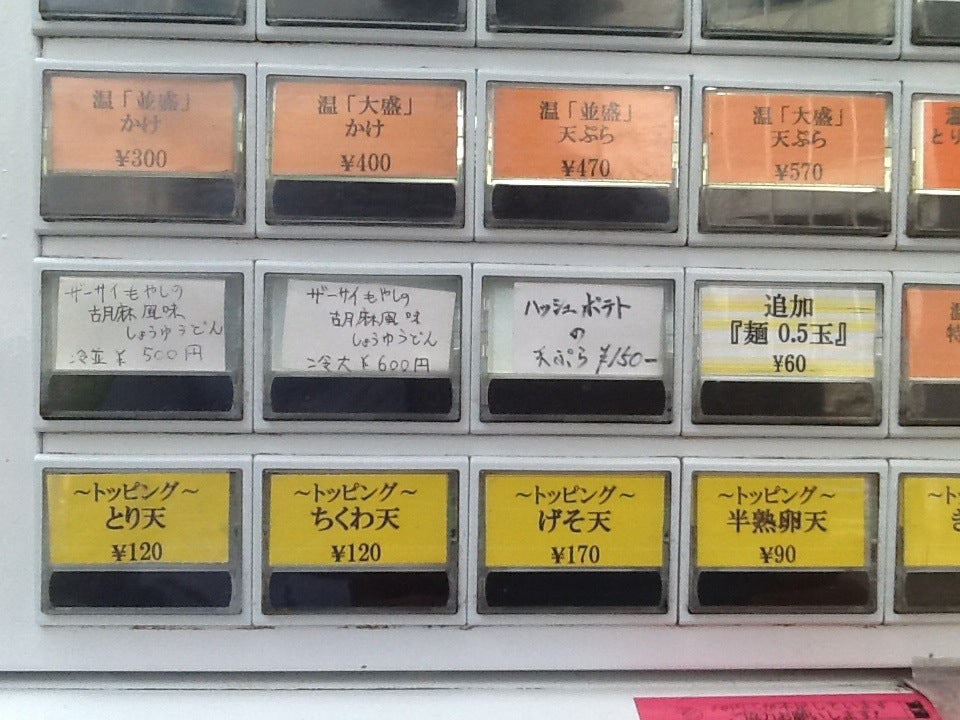 温「並盛」
かけ
¥300
温「大盛」
かけ
¥400
温「並盛」
天ぷら
¥470
温「大盛」
天ぷら
¥570
温
とり
ザーサイもやしの
胡麻風味
しょうゆうどん
冷並¥500円
ザーサイもやしの
胡麻風味
しょうゆうどん
冷大¥600円
ハッシュポテト
の
天ぷら ¥150-
追加
『麺 0.5玉』
¥60
温
特
～トッピング～
とり天
¥120
～トッピング～
ちくわ天
¥120
～トッピング～
げそ天
¥170
～トッピング～
半熟卵天
¥90
～ト